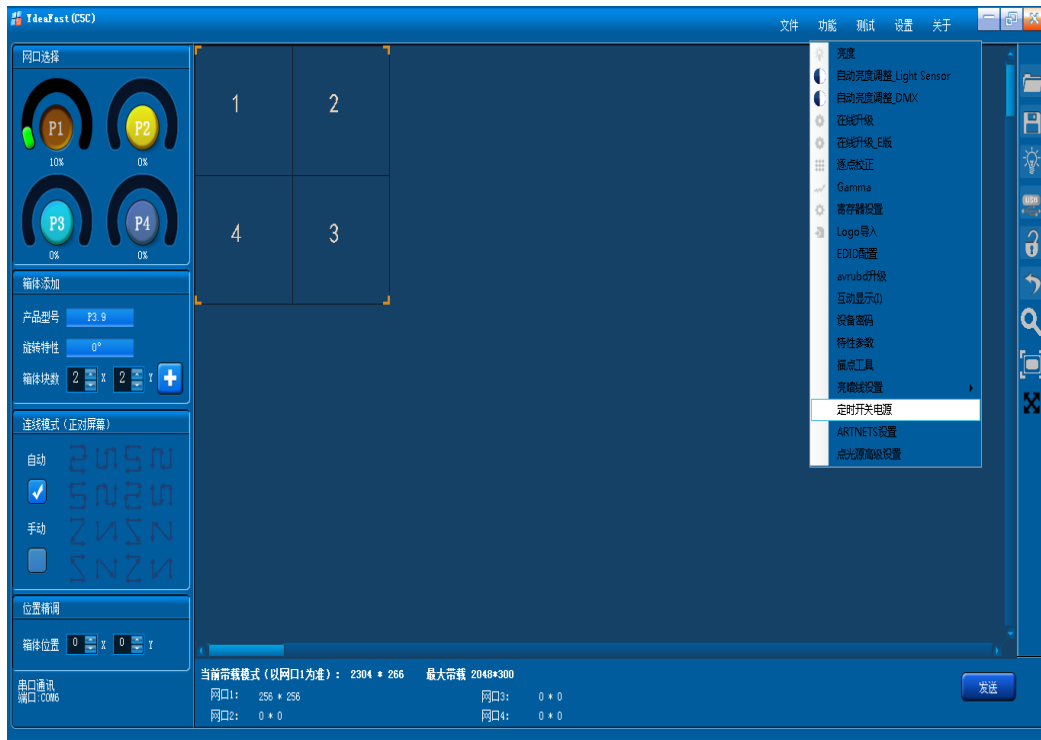 YdeaFast(C5C)
文件 功能 测试 设置 关于
网口选择
P1
P2
10%
0%
P3
P4
0%
0%
箱体添加
产品型号 P3.9
旋转特性 0°
箱体块数 2 X 2 Y
连线模式(正对屏幕)
自动
手动
位置精调
箱体位置 0 X 0 Y
串口通讯
端口:COM6
1 2
4 3
亮度
自动亮度调整_Light Sensor
自动亮度调整_DMX
在线升级
在线升级_E版
逐点校正
Gamma
寄存器设置
Logo导入
EDID配置
avrubd升级
互动显示(I)
设备密码
特性参数
描点工具
亮暗线设置
定时开关电源
ARTNETS设置
点光源高级设置
USB
当前带载模式(以网口1为准): 2304 * 266 最大带载 2048*300
网口1: 256 * 256 网口3: 0 * 0
网口2: 0 * 0 网口4: 0 * 0
发送